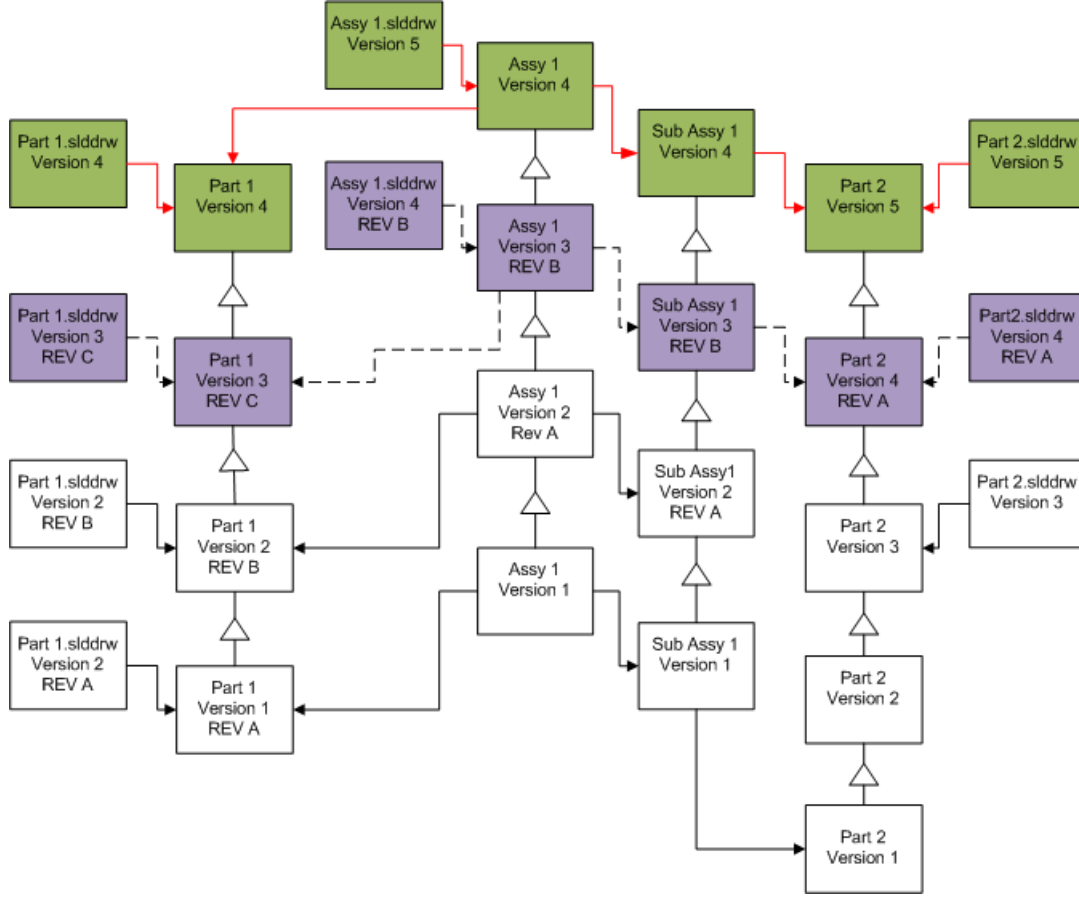 Assy 1.slddrw
Version 5
Assy 1
Version 4
Part 1.slddrw
Version 4
Sub Assy 1
Version 4
Part 2.slddrw
Version 5
Part 1
Version 4
Assy 1.slddrw
Version 4
REV B
Part 2
Version 5
Assy 1
Version 3
REV B
Part 1.slddrw
Version 3
REV C
Sub Assy 1
Version 3
REV B
Part2.slddrw
Version 4
REV A
Part 1
Version 3
REV C
Part 2
Version 4
REV A
Assy 1
Version 2
Rev A
Part 1.slddrw
Version 2
REV B
Sub Assy1
Version 2
REV A
Part 2.slddrw
Version 3
Part 1
Version 2
REV B
Part 2
Version 3
Assy 1
Version 1
Part 1.slddrw
Version 2
REV A
Sub Assy 1
Version 1
Part 1
Version 1
REV A
Part 2
Version 2
Part 2
Version 1